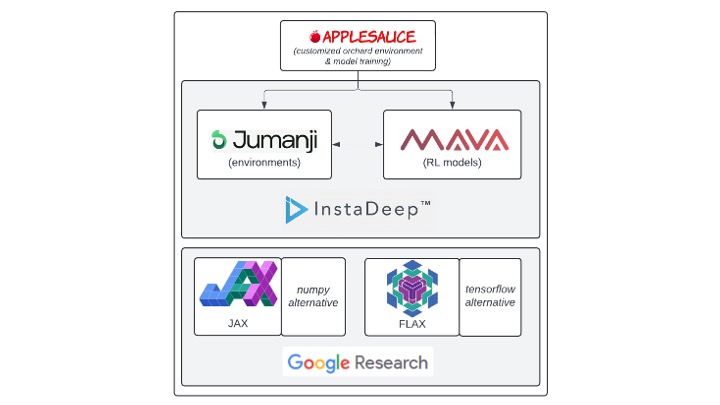 APPLESAUCE
(customized orchard environment
& model training)
Jumanji
(environments)
MAVA
(RL models)
InstaDeep™
JAX
JAX
numpy
alternative
FLAX
tensorflow
alternative
Google Research